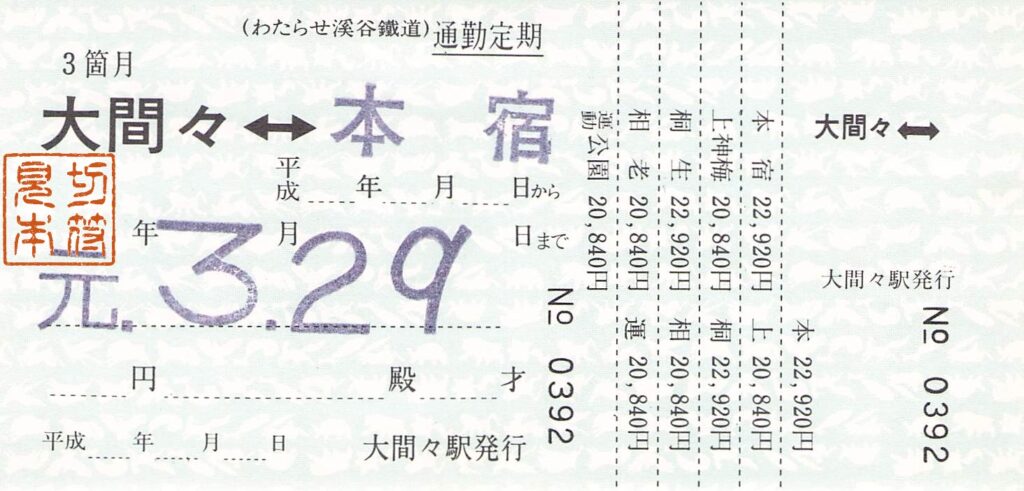 (わたらせ溪谷鐵道) 通勤定期
3箇月
大間々↔本宿
平成 年 月 日から
年 月 日まで
元.3.29
切符
見本
円 殿 才
平成 年 月 日 大間々駅発行
№ 0392
本 22,920円
本宿 22,920円 上 20,840円
上神梅 20,840円 桐 22,920円
桐生 22,920円 相 20,840円
相老 20,840円 運 20,840円
運動公園 20,840円
大間々↔
大間々駅発行
№ 0392